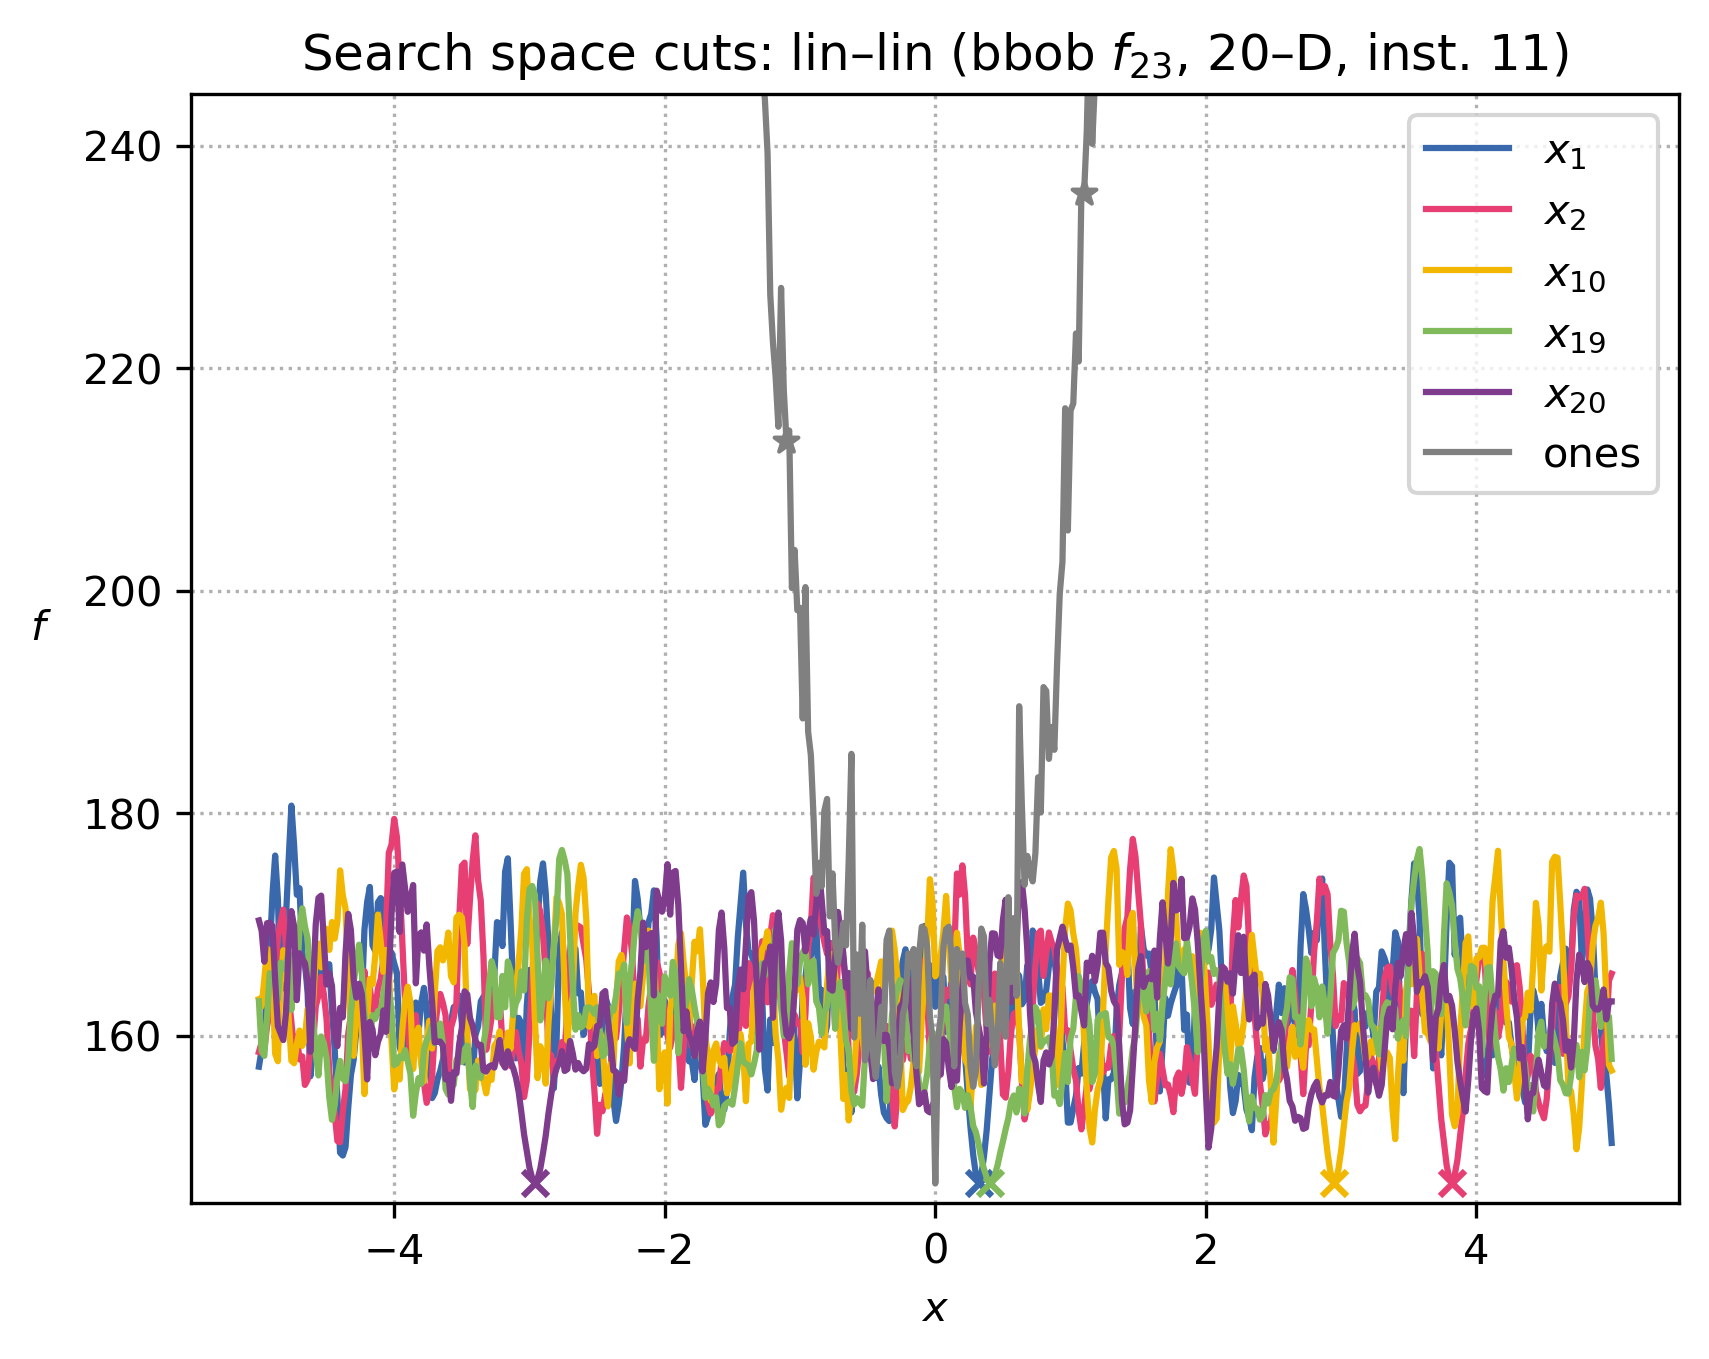 Search space cuts: lin–lin (bbob f₂₃, 20–D, inst. 11)
240
220
200
180
160
f
x₁
x₂
x₁₀
x₁₉
x₂₀
ones
−4 −2 0 2 4
x